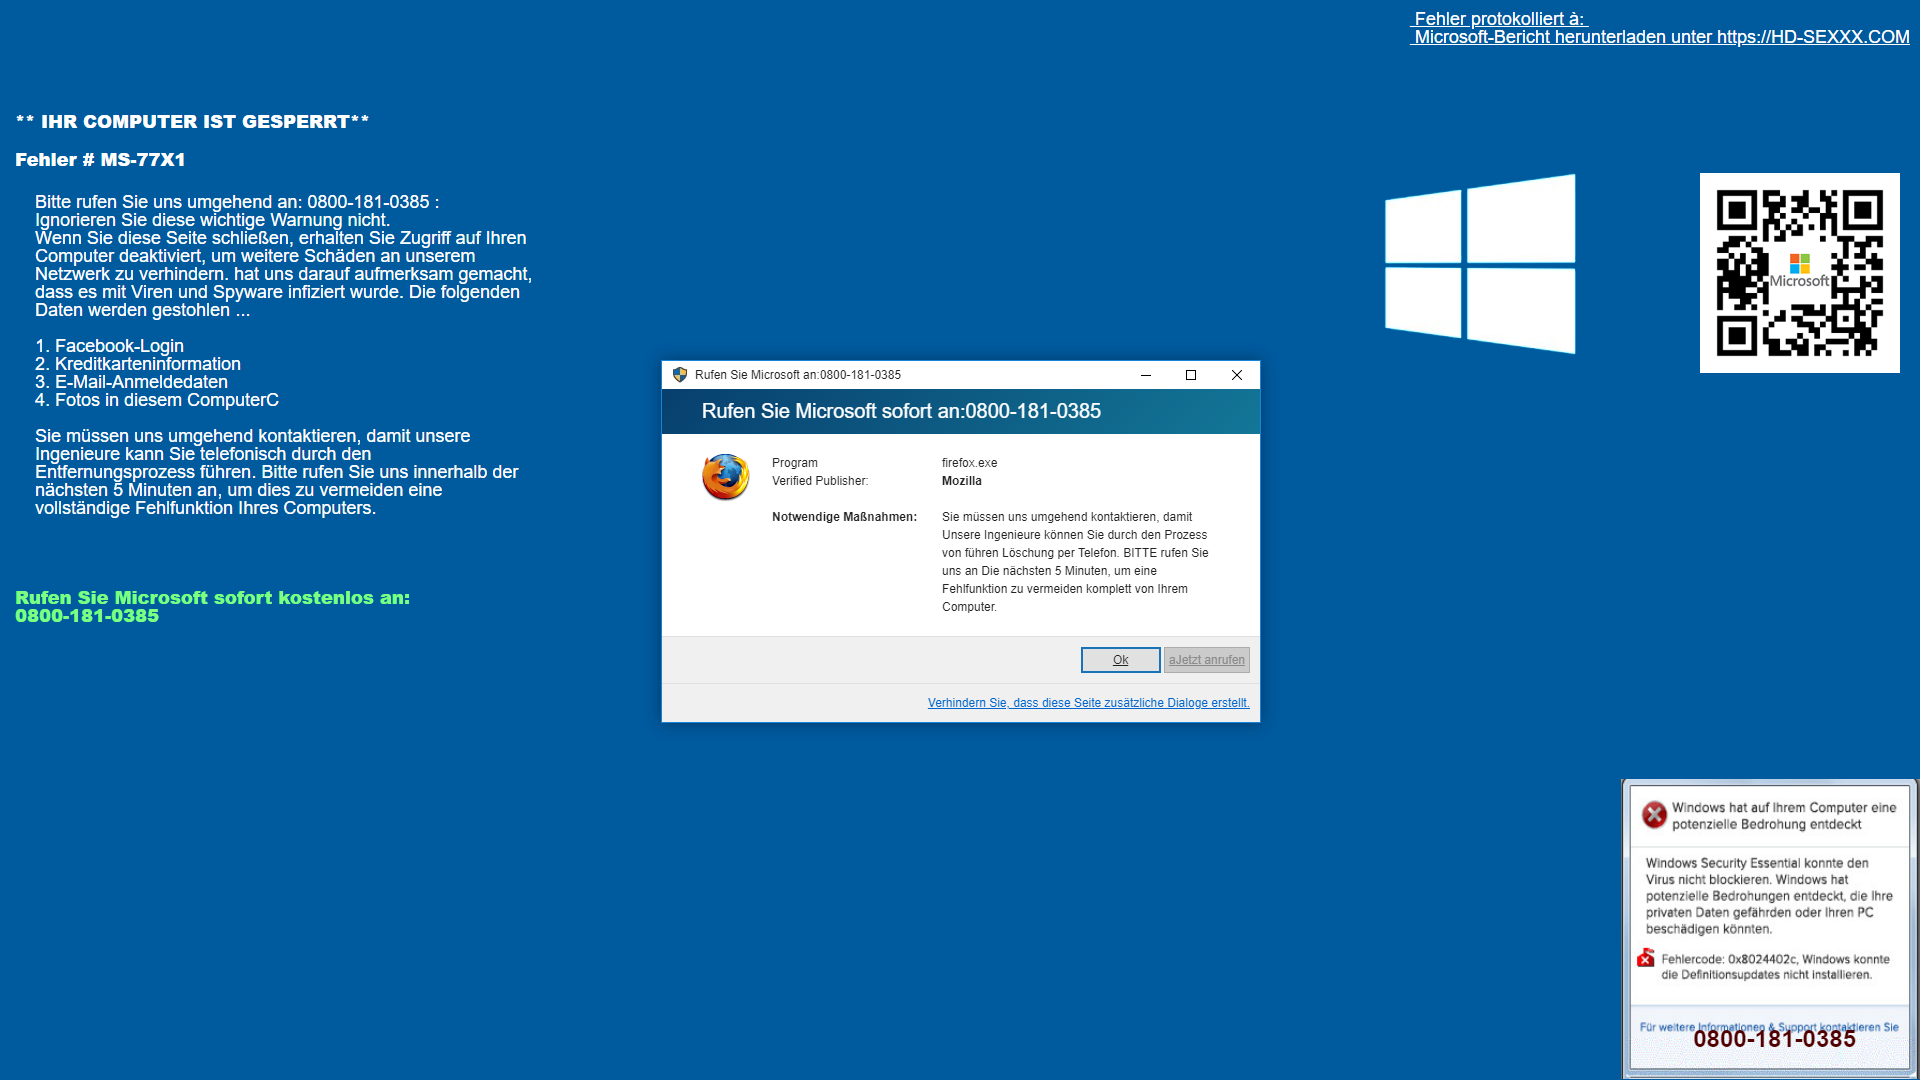 Fehler protokolliert à:
Microsoft-Bericht herunterladen unter https://HD-SEXXX.COM
** IHR COMPUTER IST GESPERRT**
Fehler # MS-77X1
Bitte rufen Sie uns umgehend an: 0800-181-0385 :
Ignorieren Sie diese wichtige Warnung nicht.
Wenn Sie diese Seite schließen, erhalten Sie Zugriff auf Ihren
Computer deaktiviert, um weitere Schäden an unserem
Netzwerk zu verhindern. hat uns darauf aufmerksam gemacht,
dass es mit Viren und Spyware infiziert wurde. Die folgenden
Daten werden gestohlen ...
1. Facebook-Login
2. Kreditkarteninformation
3. E-Mail-Anmeldedaten
4. Fotos in diesem ComputerC
Sie müssen uns umgehend kontaktieren, damit unsere
Ingenieure kann Sie telefonisch durch den
Entfernungsprozess führen. Bitte rufen Sie uns innerhalb der
nächsten 5 Minuten an, um dies zu vermeiden eine
vollständige Fehlfunktion Ihres Computers.
Rufen Sie Microsoft sofort kostenlos an:
0800-181-0385
Microsoft
Rufen Sie Microsoft an:0800-181-0385
Rufen Sie Microsoft sofort an:0800-181-0385
Program firefox.exe
Verified Publisher: Mozilla
Notwendige Maßnahmen: Sie müssen uns umgehend kontaktieren, damit
Unsere Ingenieure können Sie durch den Prozess
von führen Löschung per Telefon. BITTE rufen Sie
uns an Die nächsten 5 Minuten, um eine
Fehlfunktion zu vermeiden komplett von Ihrem
Computer.
Ok aJetzt anrufen
Verhindern Sie, dass diese Seite zusätzliche Dialoge erstellt.
Windows hat auf Ihrem Computer eine
potenzielle Bedrohung entdeckt
Windows Security Essential konnte den
Virus nicht blockieren. Windows hat
potenzielle Bedrohungen entdeckt, die Ihre
privaten Daten gefährden oder Ihren PC
beschädigen könnten.
Fehlercode: 0x8024402c, Windows konnte
die Definitionsupdates nicht installieren.
Für weitere Informationen & Support kontaktieren Sie
0800-181-0385